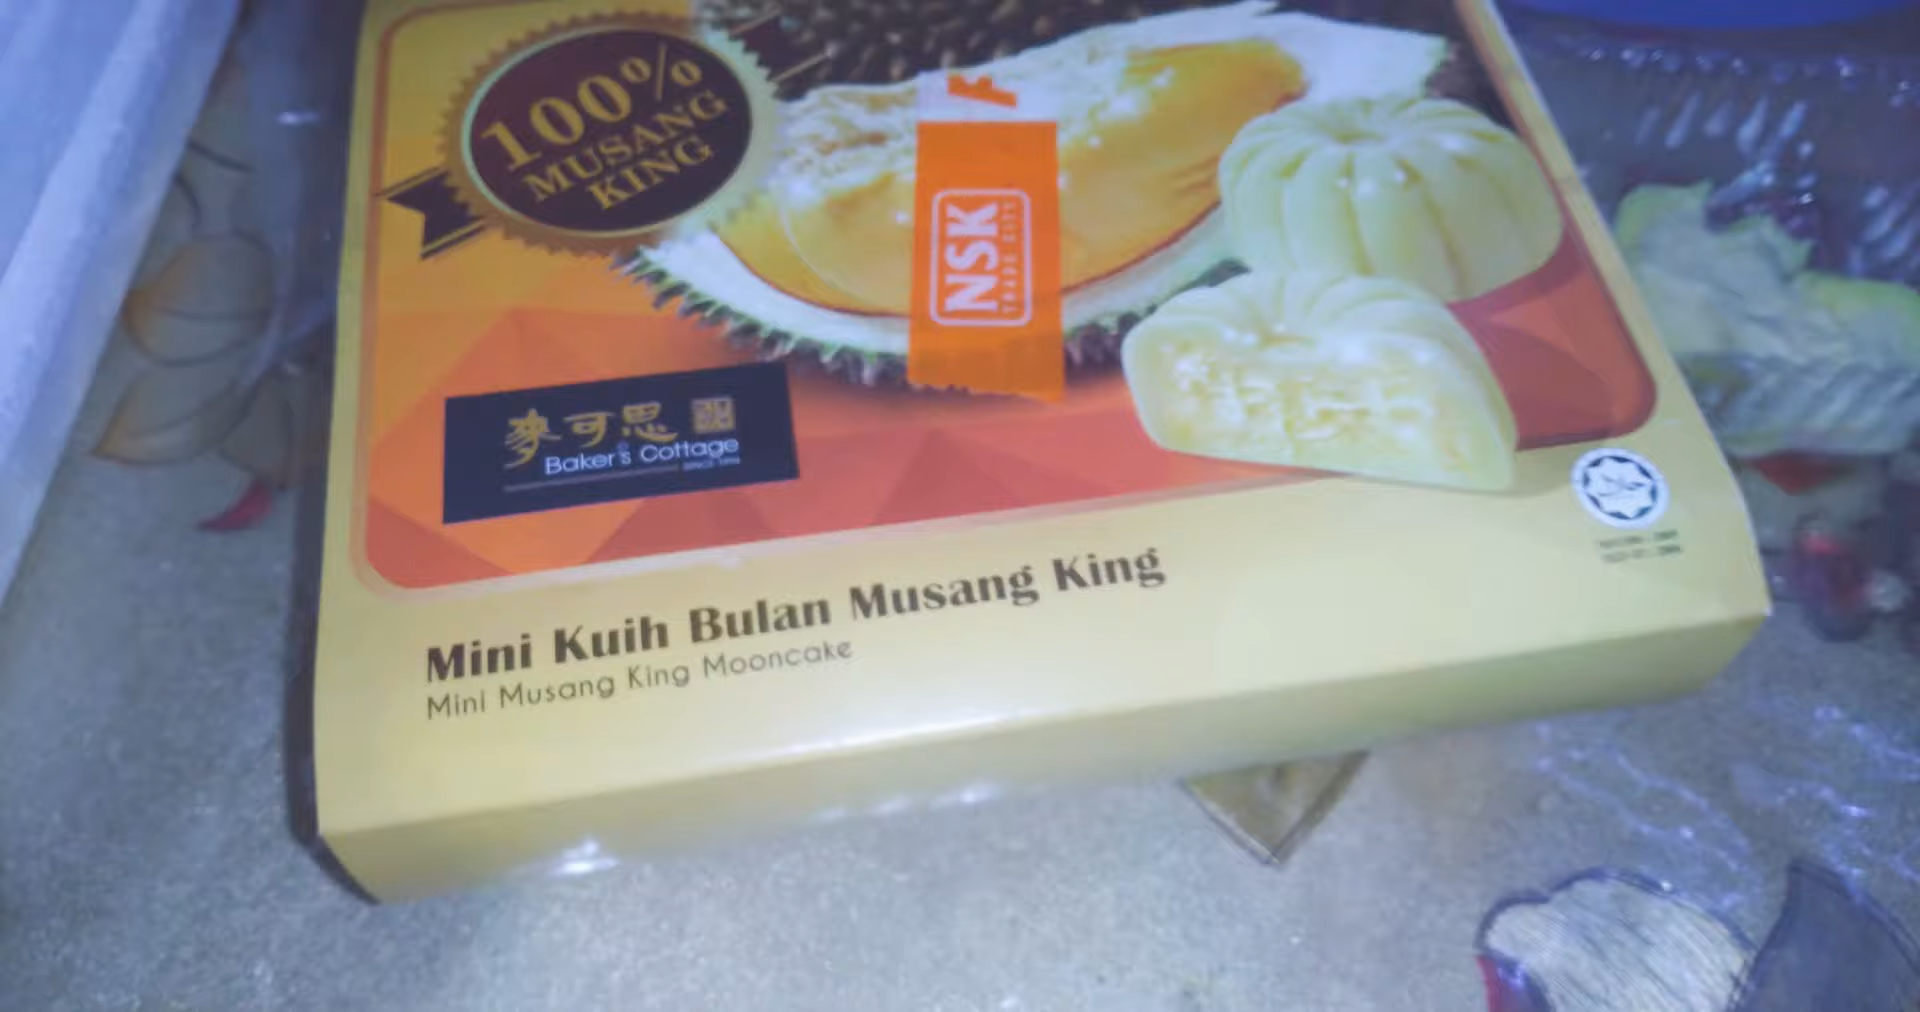 100%
MUSANG
KING
NSK
TRADE CITY
麥可思
Baker's Cottage
Mini Kuih Bulan Musang King
Mini Musang King Mooncake